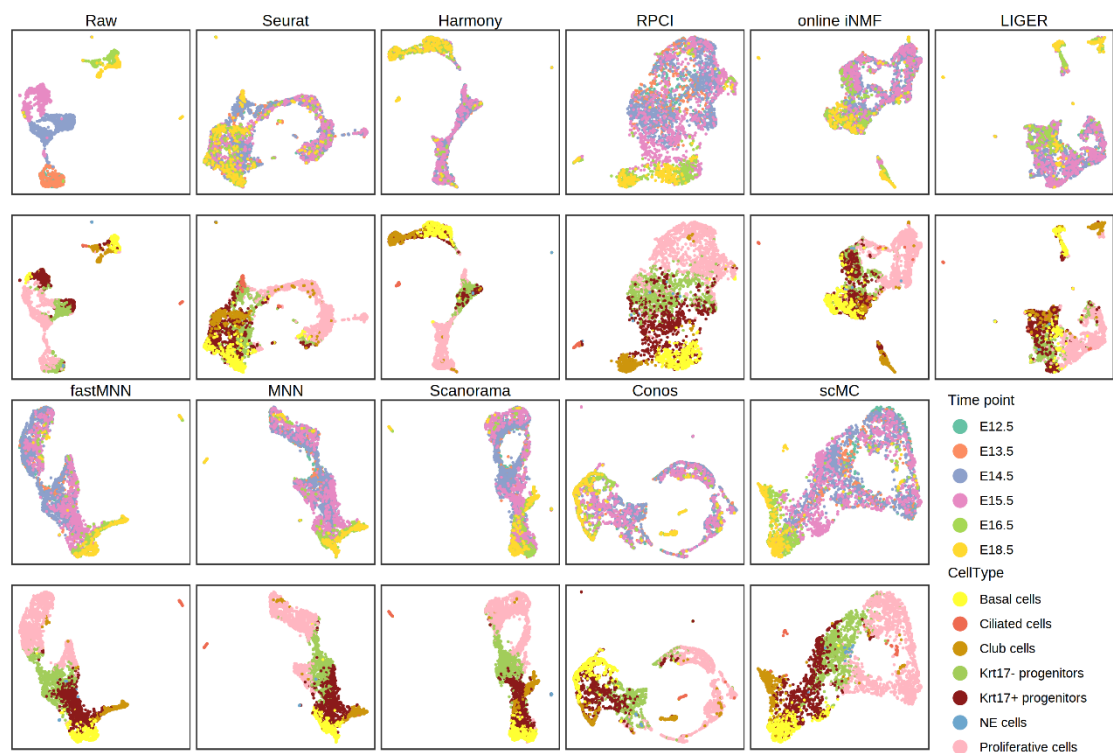 Raw Seurat Harmony RPCI online iNMF LIGER
fastMNN MNN Scanorama Conos scMC
Time point
E12.5
E13.5
E14.5
E15.5
E16.5
E18.5
CellType
Basal cells
Ciliated cells
Club cells
Krt17- progenitors
Krt17+ progenitors
NE cells
Proliferative cells